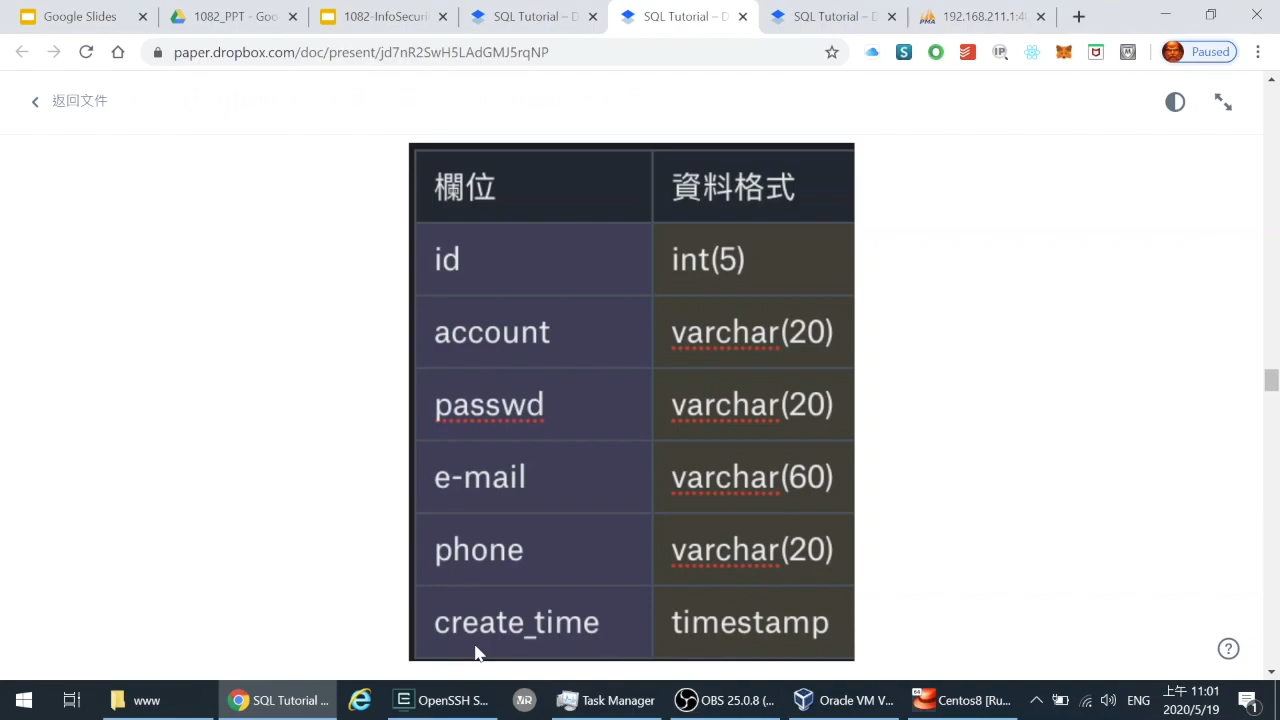 Google Slides
1082_PPT - Goo
1082-InfoSecuri
SQL Tutorial – D
SQL Tutorial – D
SQL Tutorial – D
192.168.211.1:4
paper.dropbox.com/doc/present/jd7nR2SwH5LAdGMJ5rqNP
Paused
返回文件
欄位 資料格式
id int(5)
account varchar(20)
passwd varchar(20)
e-mail varchar(60)
phone varchar(20)
create_time timestamp
www
SQL Tutorial ...
OpenSSH S...
Task Manager
OBS 25.0.8 (...
Oracle VM V...
Centos8 [Ru...
ENG
上午 11:01
2020/5/19